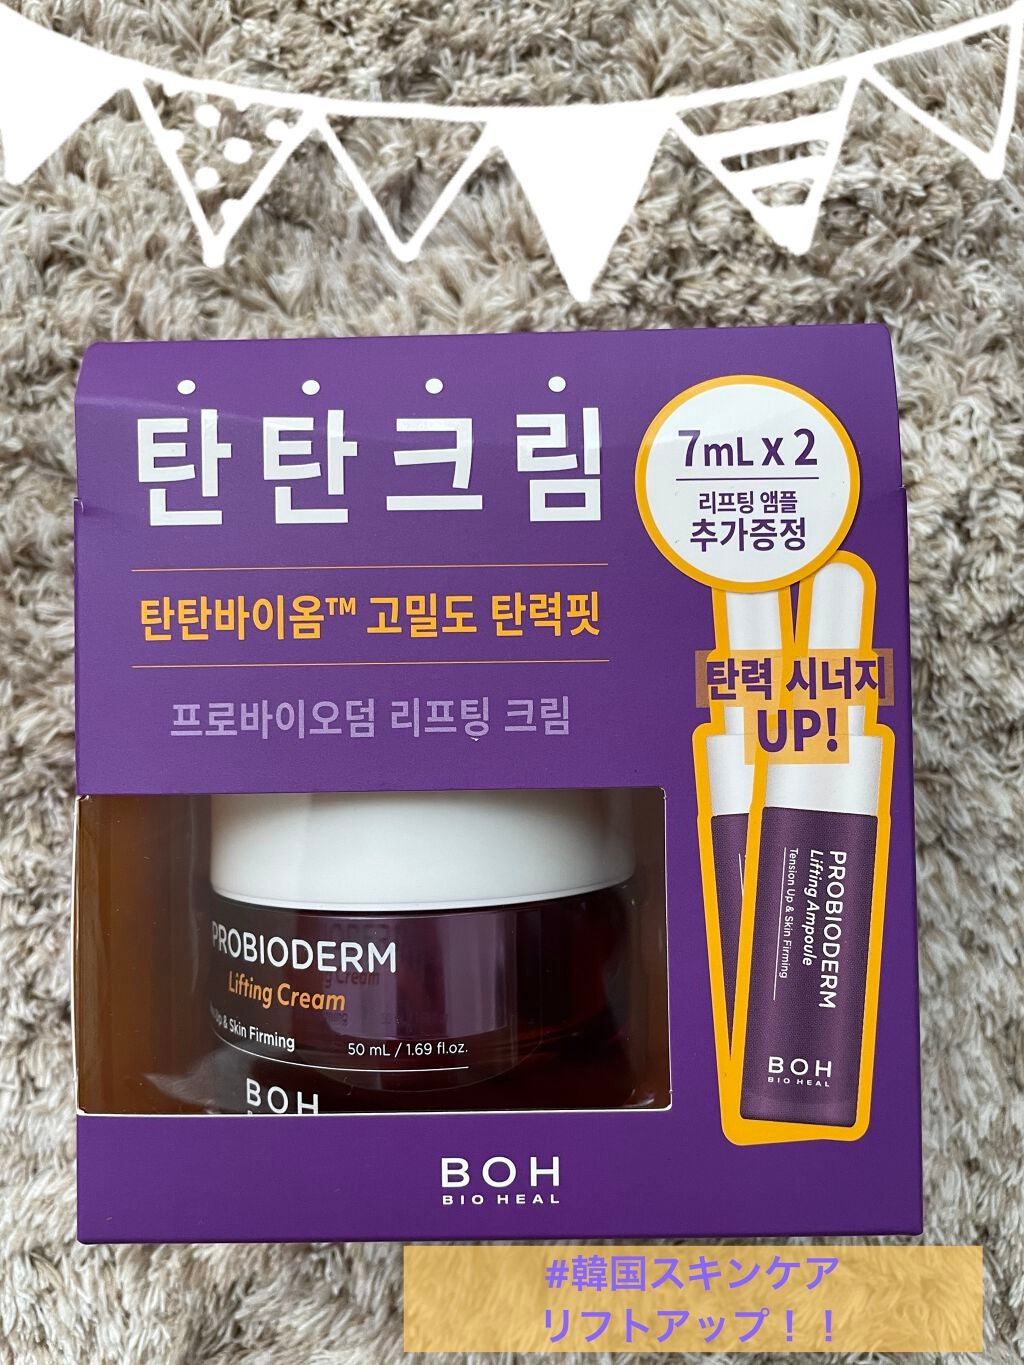 탄탄크림
탄탄바이옴™ 고밀도 탄력핏
프로바이오덤 리프팅 크림
7mL X 2
리프팅 앰플
추가증정
탄력 시너지
UP!
PROBIODERM
Lifting Ampoule
Tension Up & Skin Firming
BOH
BIO HEAL
PROBIODERM
Lifting Cream
Up & Skin Firming
50 mL / 1.69 fl.oz.
BOH
BOH
BIO HEAL
#韓国スキンケア
リフトアップ！！